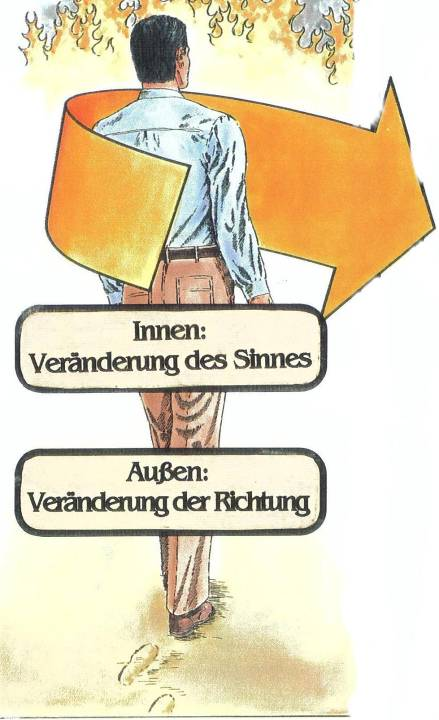 Innen:
Veränderung des Sinnes
Außen:
Veränderung der Richtung